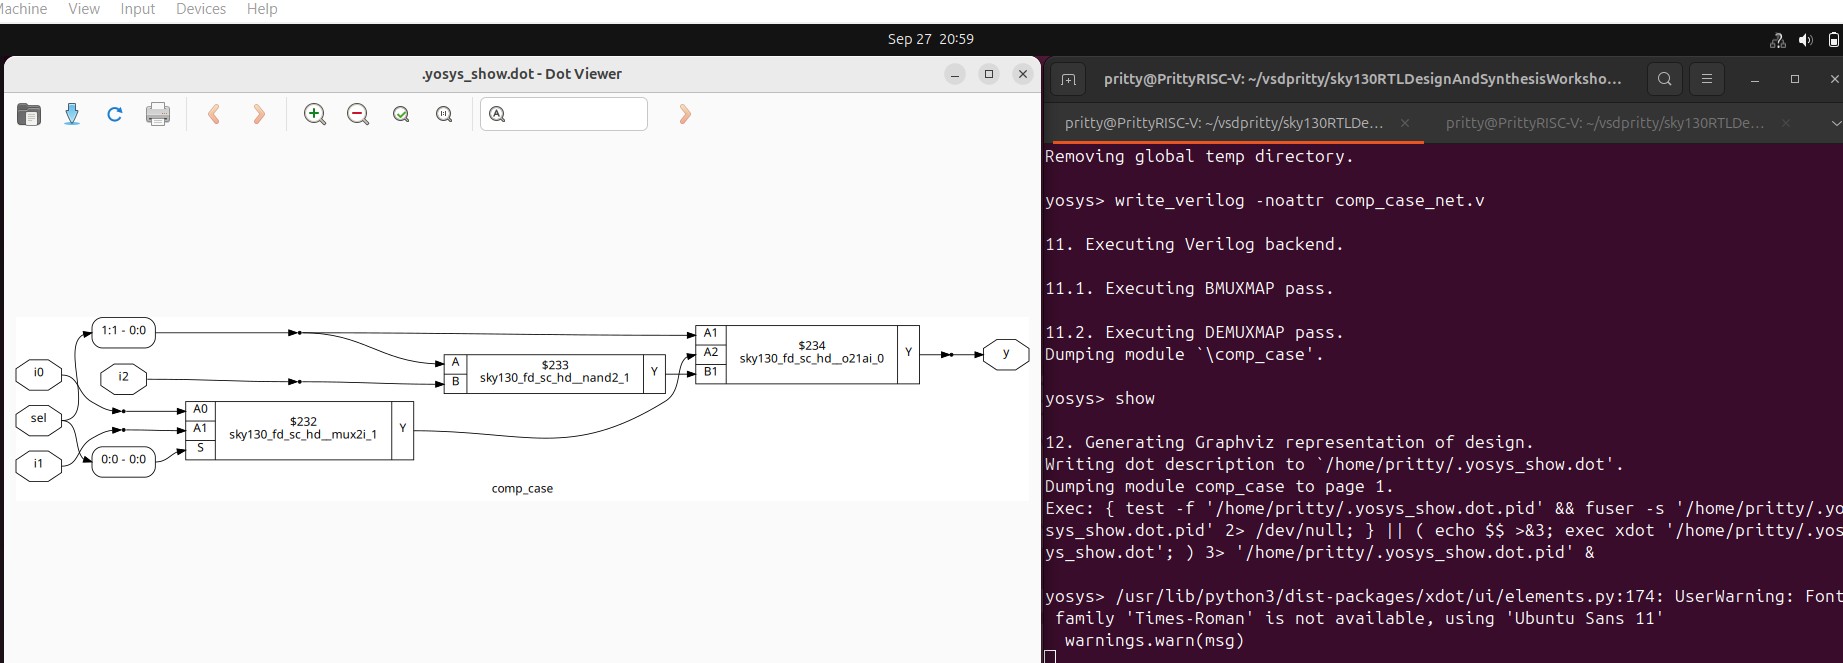 Machine View Input Devices Help
Sep 27 20:59
.yosys_show.dot - Dot Viewer
1:1 - 0:0
i0
i2
sel
i1
0:0 - 0:0
A0
A1
S
$232
sky130_fd_sc_hd__mux2i_1
Y
A
B
$233
sky130_fd_sc_hd__nand2_1
Y
A1
A2
B1
$234
sky130_fd_sc_hd__o21ai_0
Y
y
comp_case
pritty@PrittyRISC-V: ~/vsdpritty/sky130RTLDesignAndSynthesisWorksho...
pritty@PrittyRISC-V: ~/vsdpritty/sky130RTLDe... × pritty@PrittyRISC-V: ~/vsdpritty/sky130RTLDe... ×
Removing global temp directory.
yosys> write_verilog -noattr comp_case_net.v
11. Executing Verilog backend.
11.1. Executing BMUXMAP pass.
11.2. Executing DEMUXMAP pass.
Dumping module `\comp_case'.
yosys> show
12. Generating Graphviz representation of design.
Writing dot description to `/home/pritty/.yosys_show.dot'.
Dumping module comp_case to page 1.
Exec: { test -f '/home/pritty/.yosys_show.dot.pid' && fuser -s '/home/pritty/.yo
sys_show.dot.pid' 2> /dev/null; } || ( echo $$ >&3; exec xdot '/home/pritty/.yos
ys_show.dot'; ) 3> '/home/pritty/.yosys_show.dot.pid' &
yosys> /usr/lib/python3/dist-packages/xdot/ui/elements.py:174: UserWarning: Font
family 'Times-Roman' is not available, using 'Ubuntu Sans 11'
warnings.warn(msg)